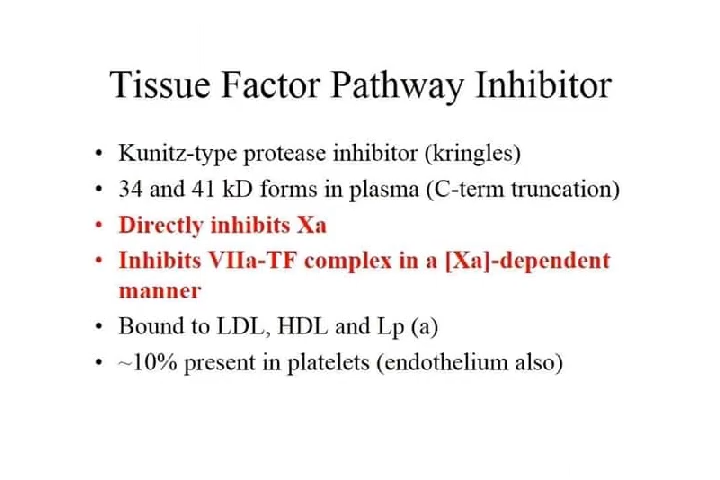 Tissue Factor Pathway Inhibitor
• Kunitz-type protease inhibitor (kringles)
• 34 and 41 kD forms in plasma (C-term truncation)
• Directly inhibits Xa
• Inhibits VIIa-TF complex in a [Xa]-dependent
manner
• Bound to LDL, HDL and Lp (a)
• ~10% present in platelets (endothelium also)